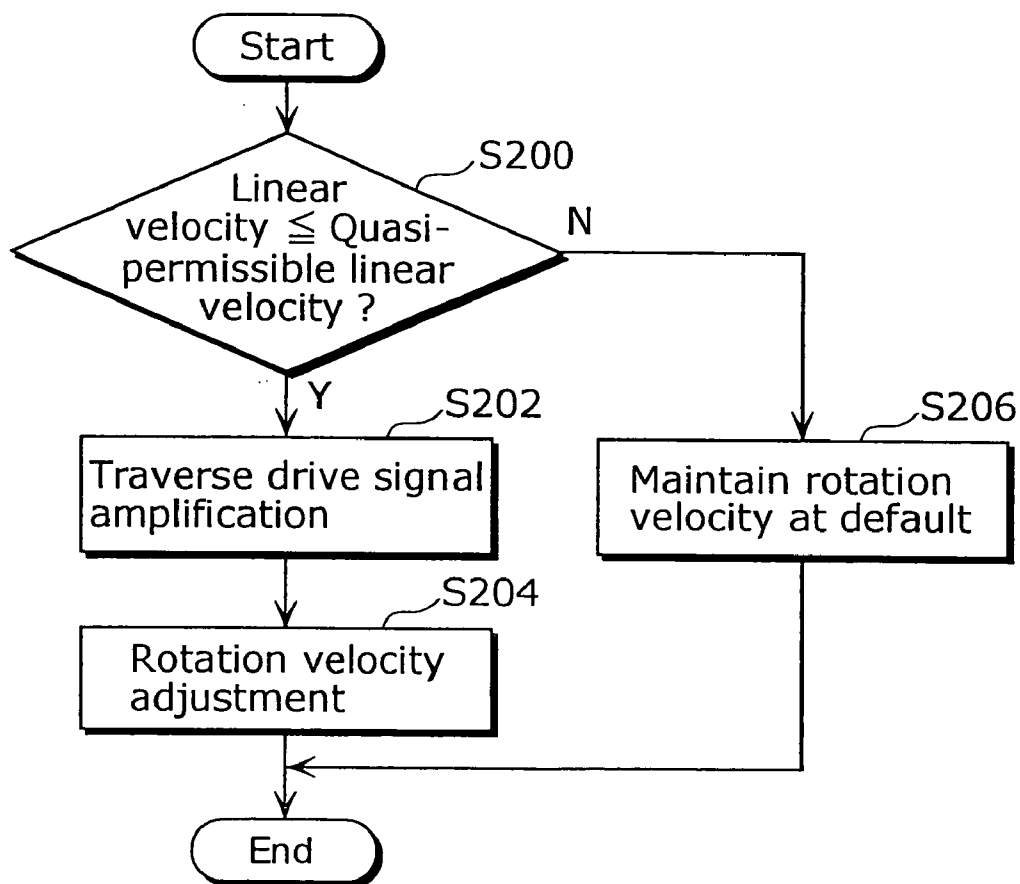 Start
S200
Linear
velocity ≦ Quasi-
permissible linear
velocity ?
N
Y
S202
Traverse drive signal
amplification
S206
Maintain rotation
velocity at default
S204
Rotation velocity
adjustment
End